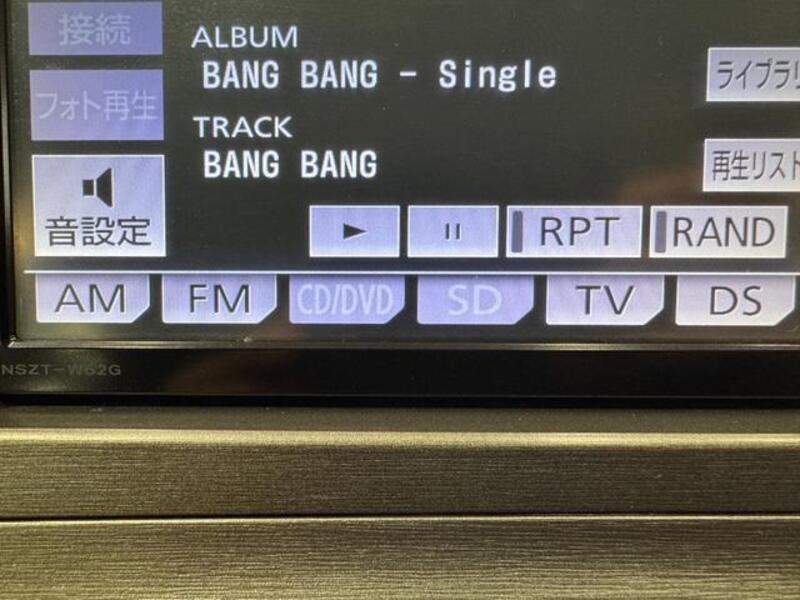 接続
ALBUM
BANG BANG - Single
ライブラリ
フォト再生
TRACK
BANG BANG
再生リスト
音設定
RPT
RAND
AM
FM
CD/DVD
SD
TV
DS
NSZT-W62G